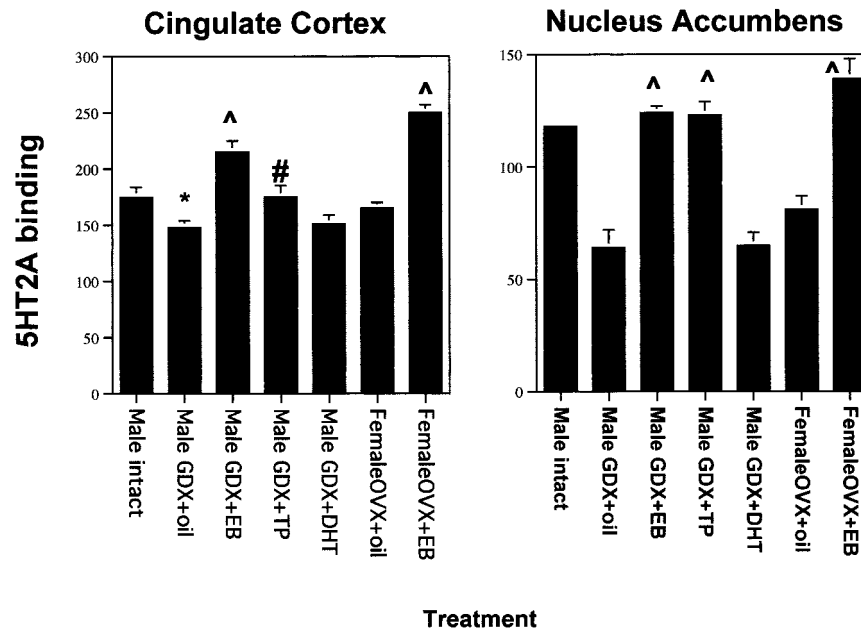 Cingulate Cortex
Nucleus Accumbens
5HT2A binding
300
250
200
150
100
50
0
^
^
*
#
Male intact
Male GDX+oil
Male GDX+EB
Male GDX+TP
Male GDX+DHT
FemaleOVX+oil
FemaleOVX+EB
150
100
50
0
^
^
^
Male intact
Male GDX+oil
Male GDX+EB
Male GDX+TP
Male GDX+DHT
FemaleOVX+oil
FemaleOVX+EB
Treatment